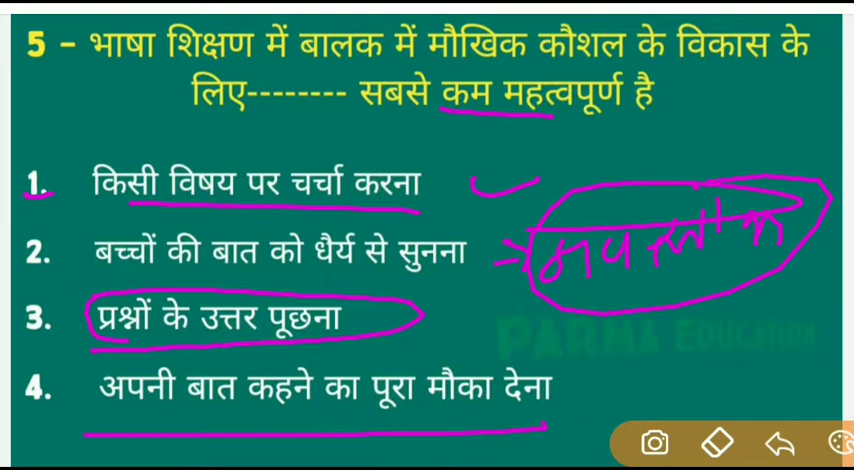 5 - भाषा शिक्षण में बालक में मौखिक कौशल के विकास के
लिए-------- सबसे कम महत्वपूर्ण है
1. किसी विषय पर चर्चा करना
2. बच्चों की बात को धैर्य से सुनना
3. प्रश्नों के उत्तर पूछना
PARMA EDUCATION
4. अपनी बात कहने का पूरा मौका देना